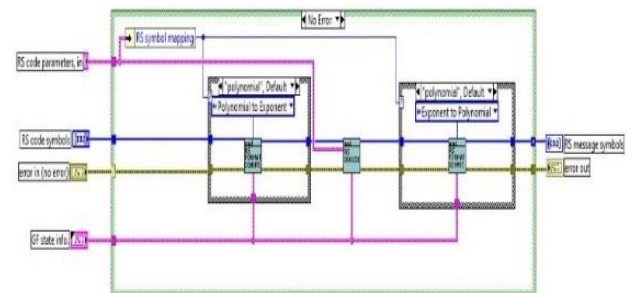 No Error
RS symbol mapping
RS code parameters, in
"polynomial", Default
Polynomial to Exponent
"polynomial", Default
Exponent to Polynomial
RS code symbols
RS message symbols
error in (no error)
error out
GF state info.